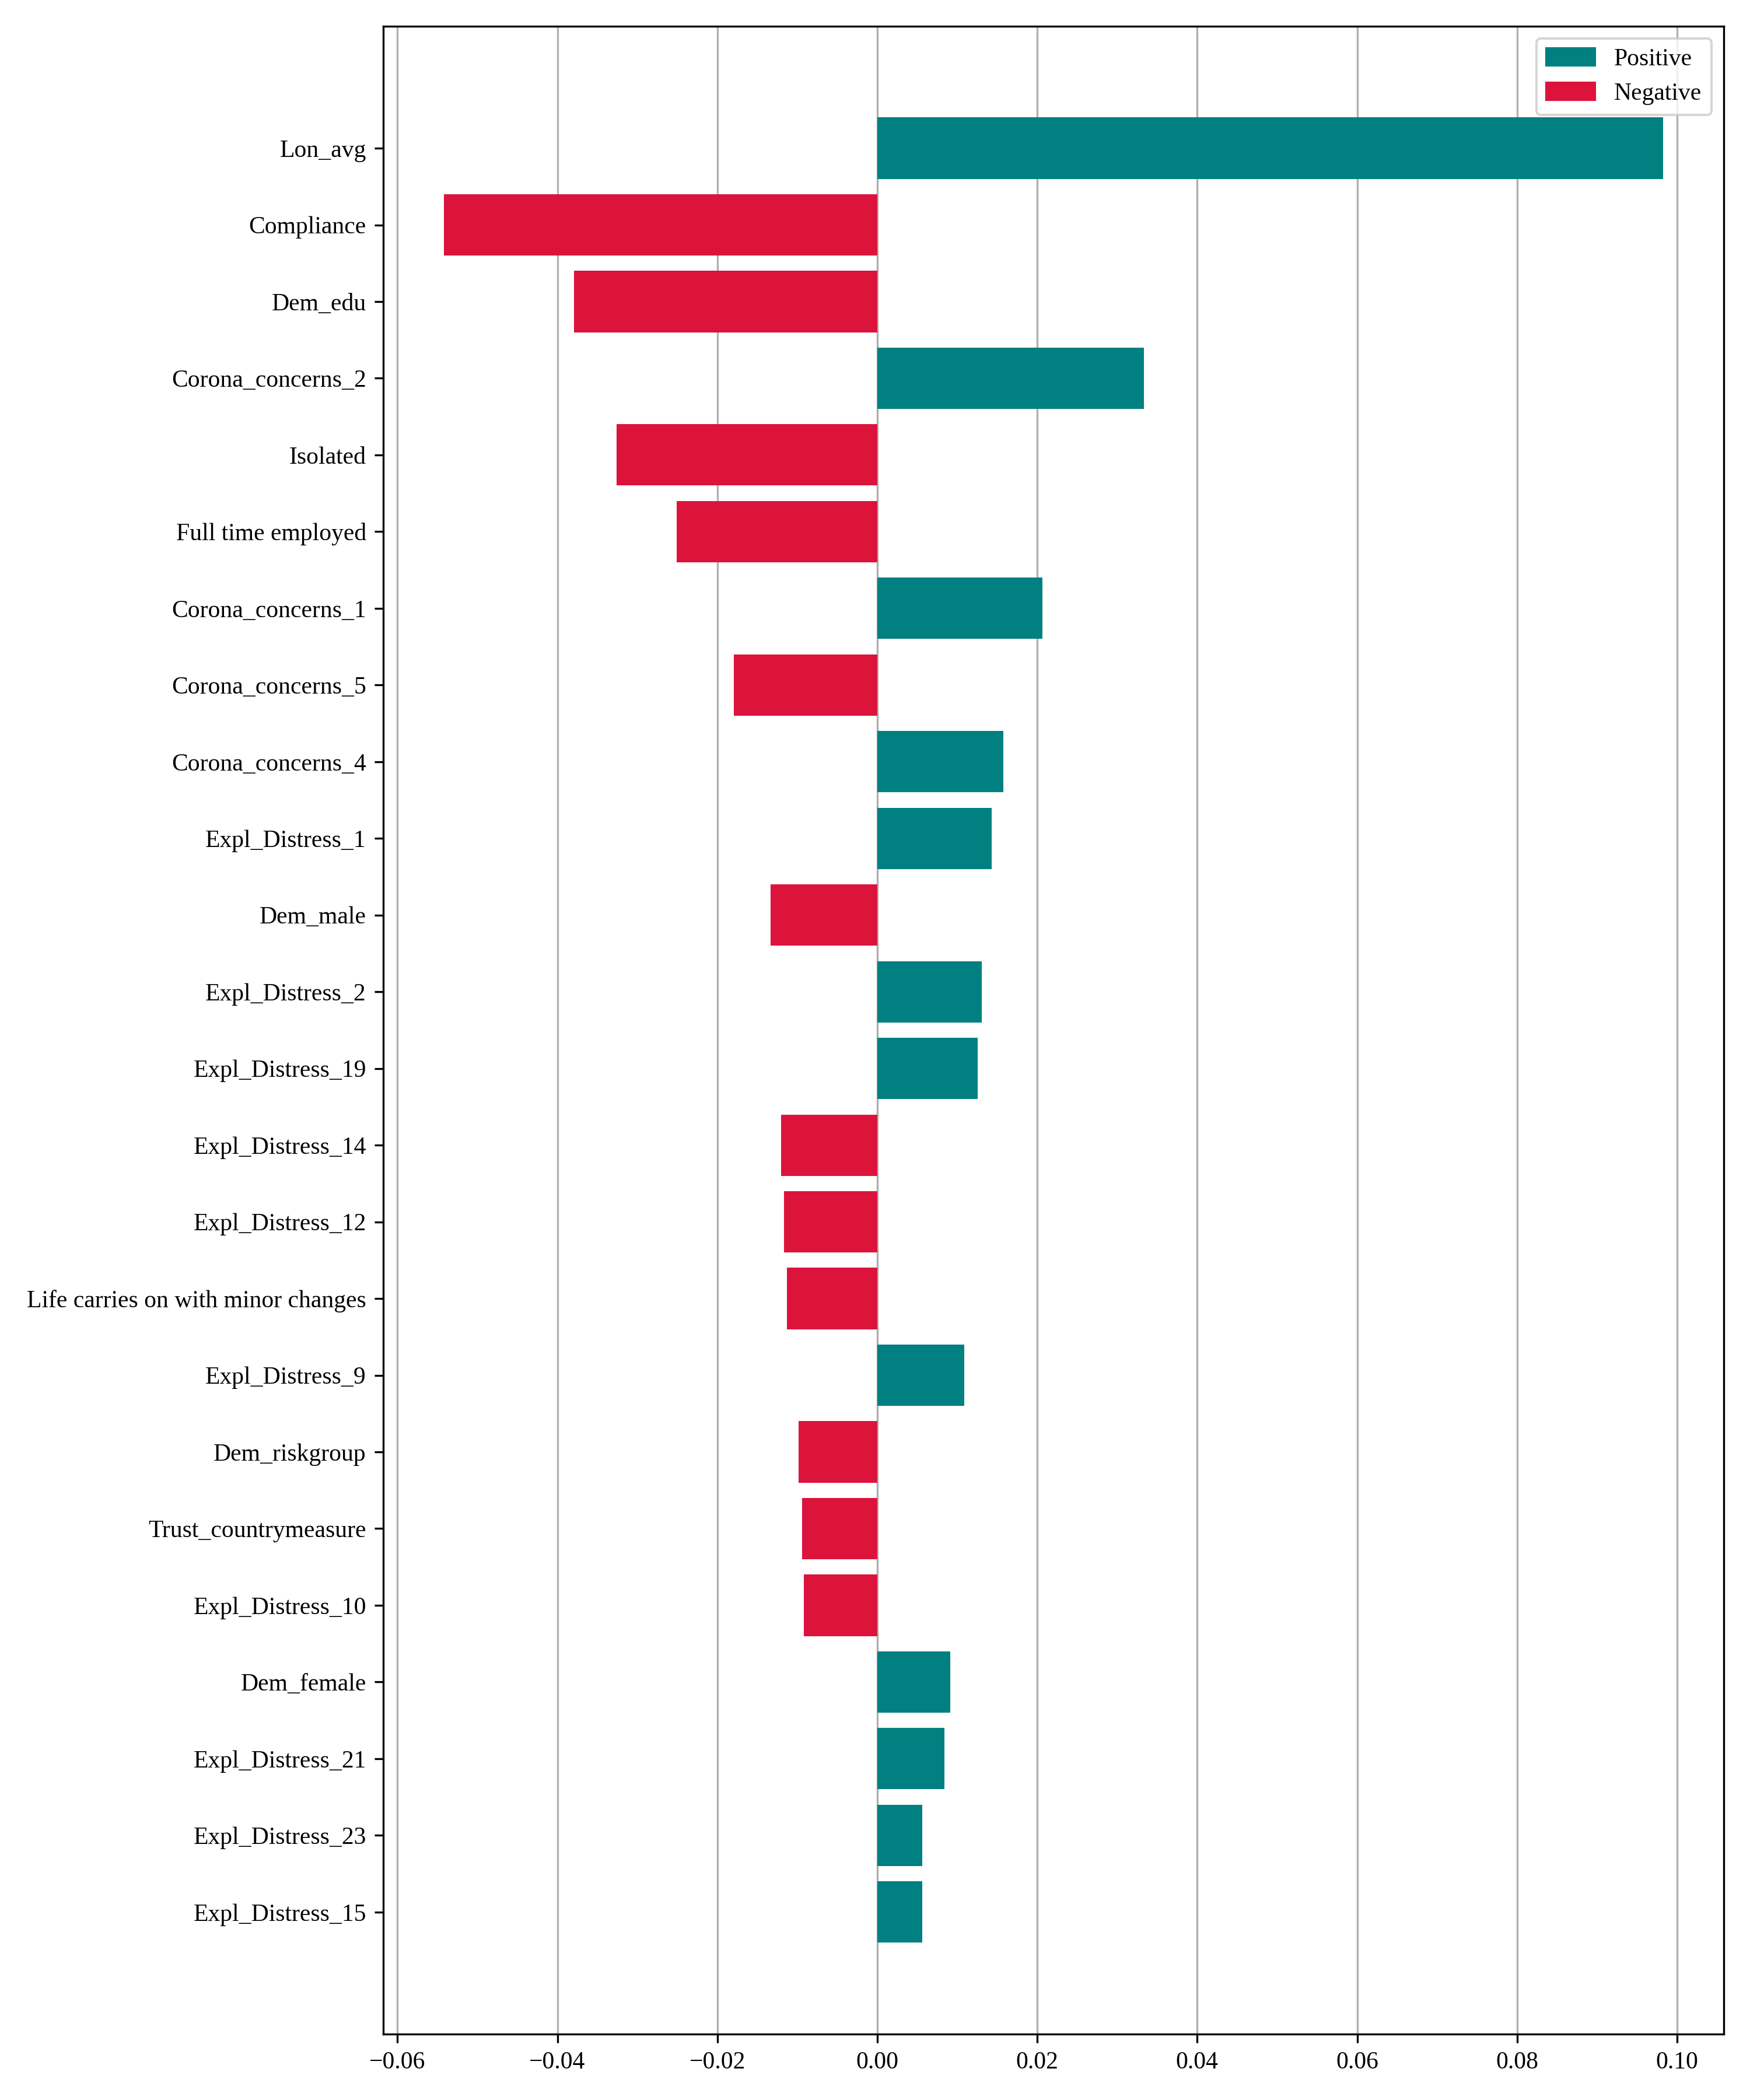 Positive
Negative
Lon_avg
Compliance
Dem_edu
Corona_concerns_2
Isolated
Full time employed
Corona_concerns_1
Corona_concerns_5
Corona_concerns_4
Expl_Distress_1
Dem_male
Expl_Distress_2
Expl_Distress_19
Expl_Distress_14
Expl_Distress_12
Life carries on with minor changes
Expl_Distress_9
Dem_riskgroup
Trust_countrymeasure
Expl_Distress_10
Dem_female
Expl_Distress_21
Expl_Distress_23
Expl_Distress_15
−0.06 −0.04 −0.02 0.00 0.02 0.04 0.06 0.08 0.10